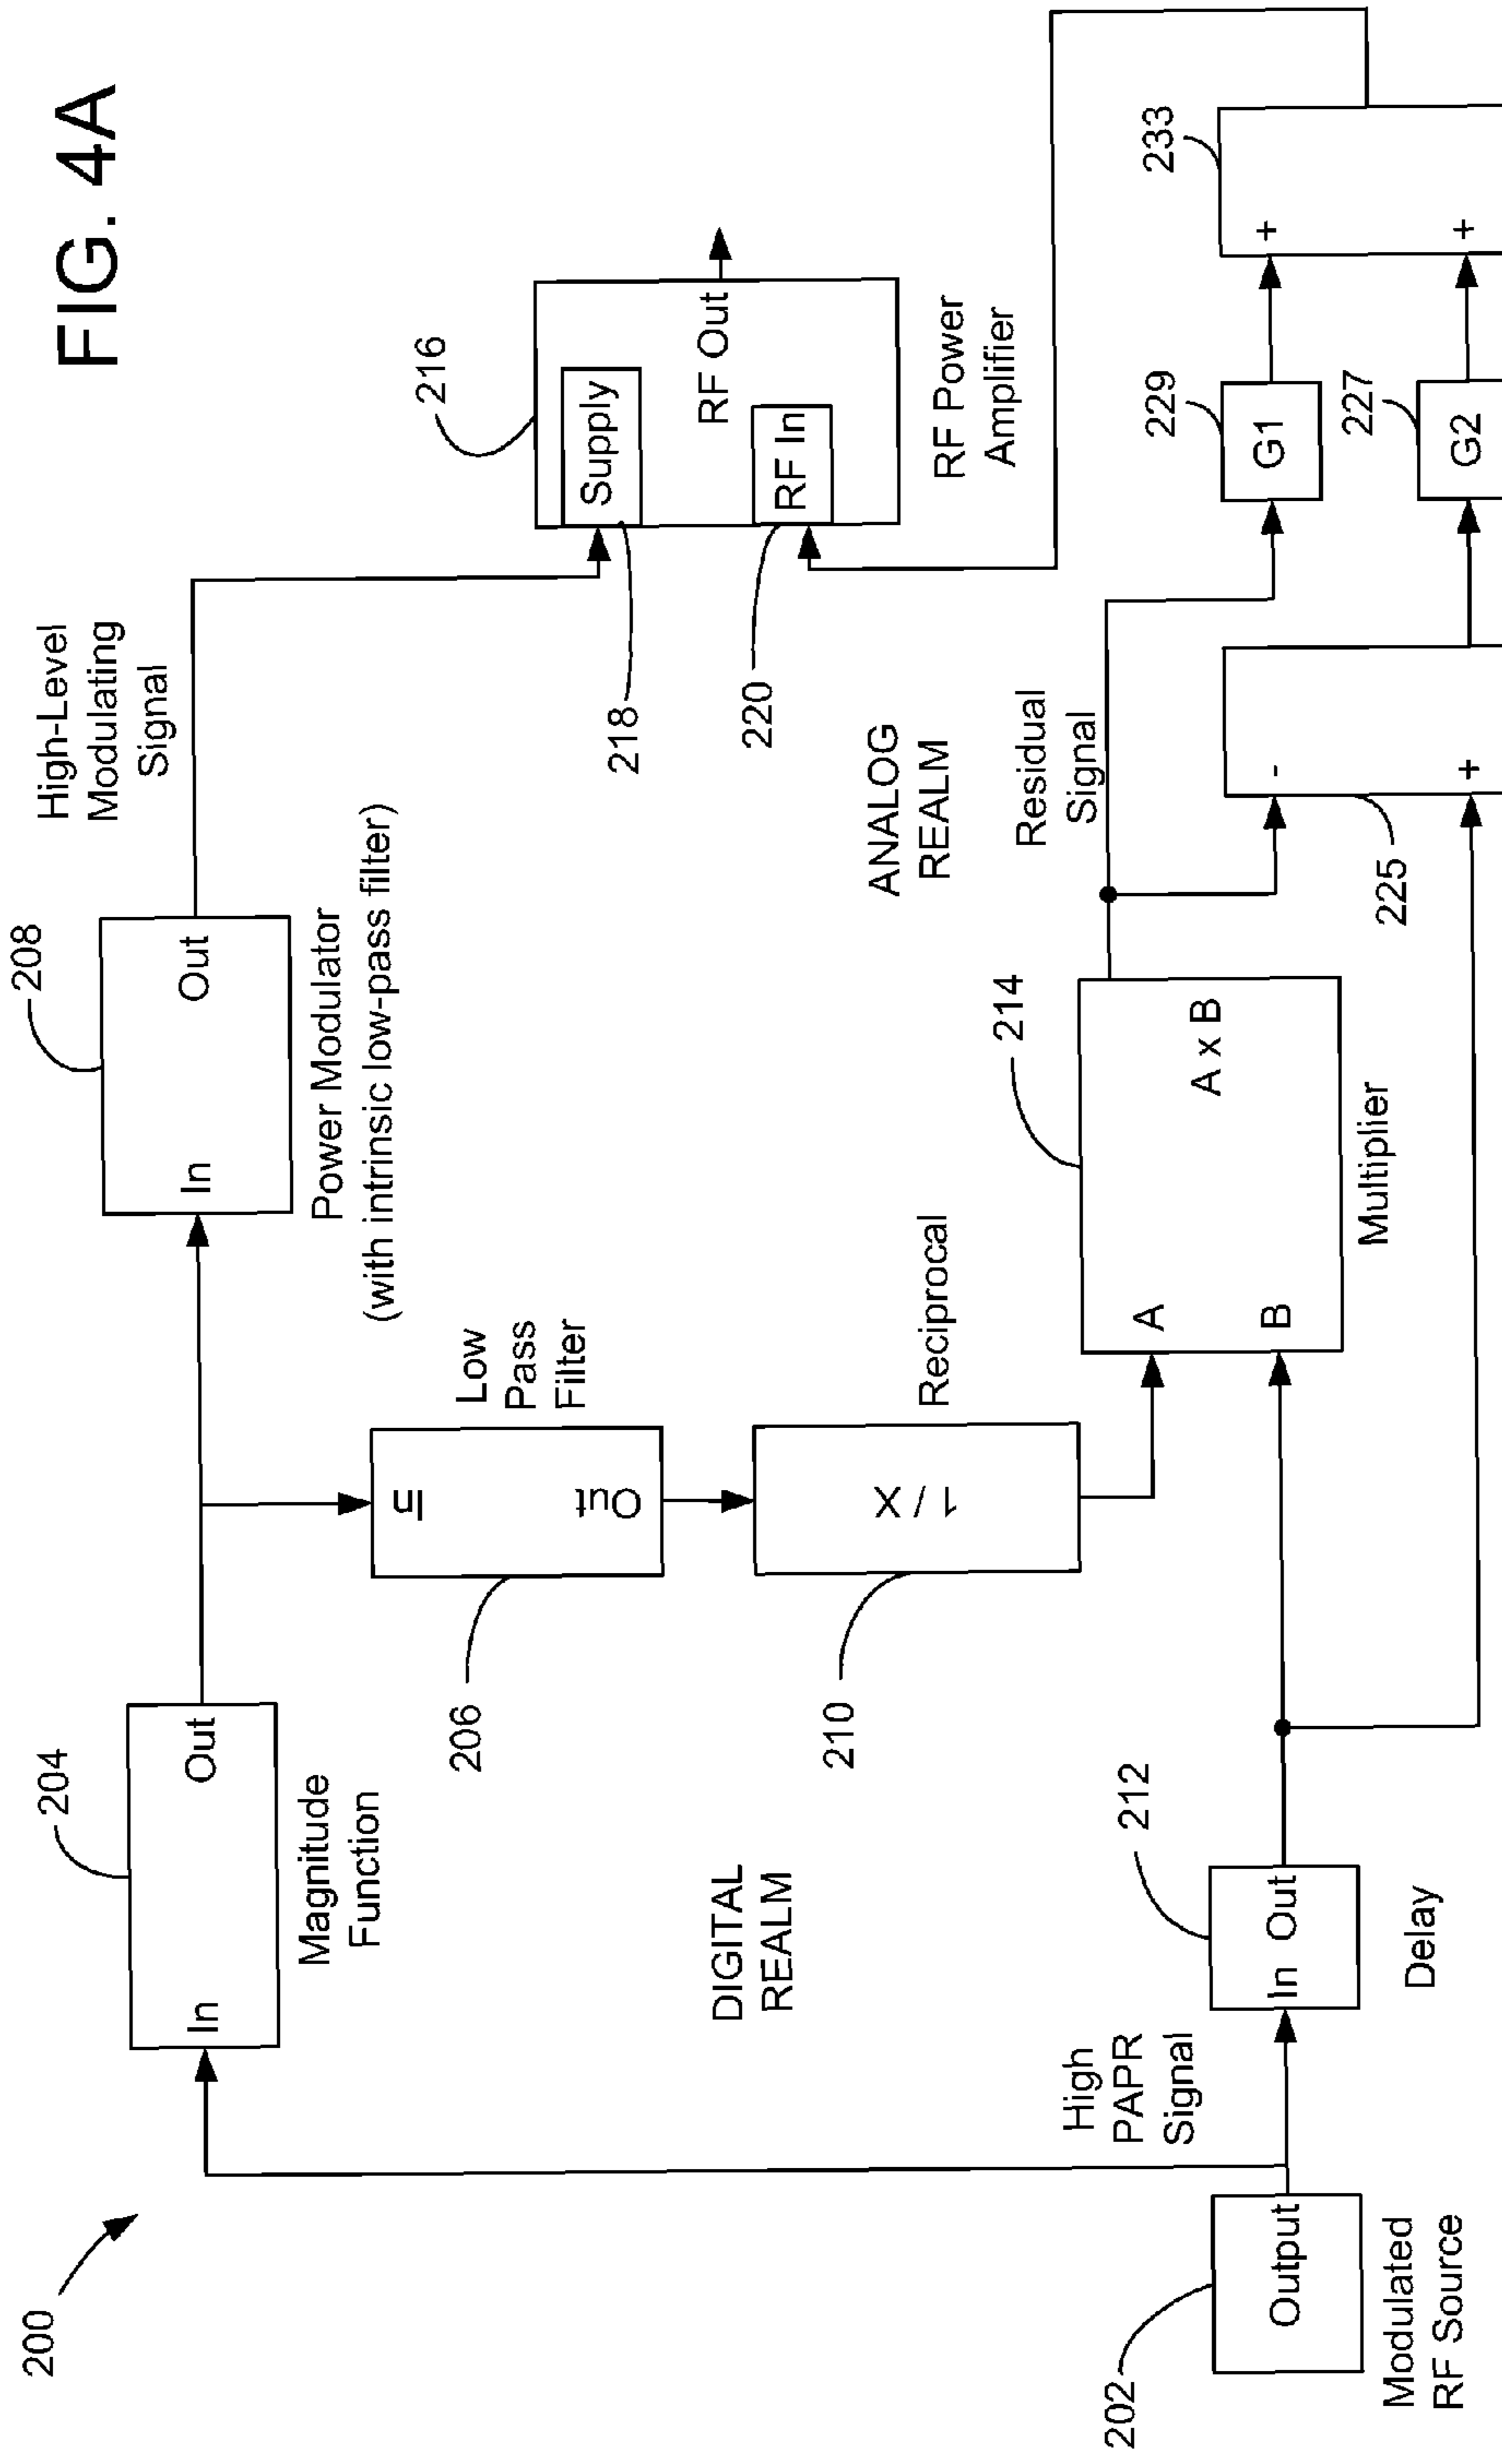 FIG. 4A
200
204
In
Out
Magnitude
Function
208
In
Out
Power Modulator
(with intrinsic low-pass filter)
High-Level
Modulating
Signal
216
Supply
RF Out
RF In
218
220
RF Power
Amplifier
206
In
Out
Low
Pass
Filter
210
1 / X
Reciprocal
DIGITAL
REALM
ANALOG
REALM
202
Output
Modulated
RF Source
High
PAPR
Signal
212
In Out
Delay
214
A
B
A x B
Multiplier
Residual
Signal
225
-
+
229
G1
227
G2
233
+
+